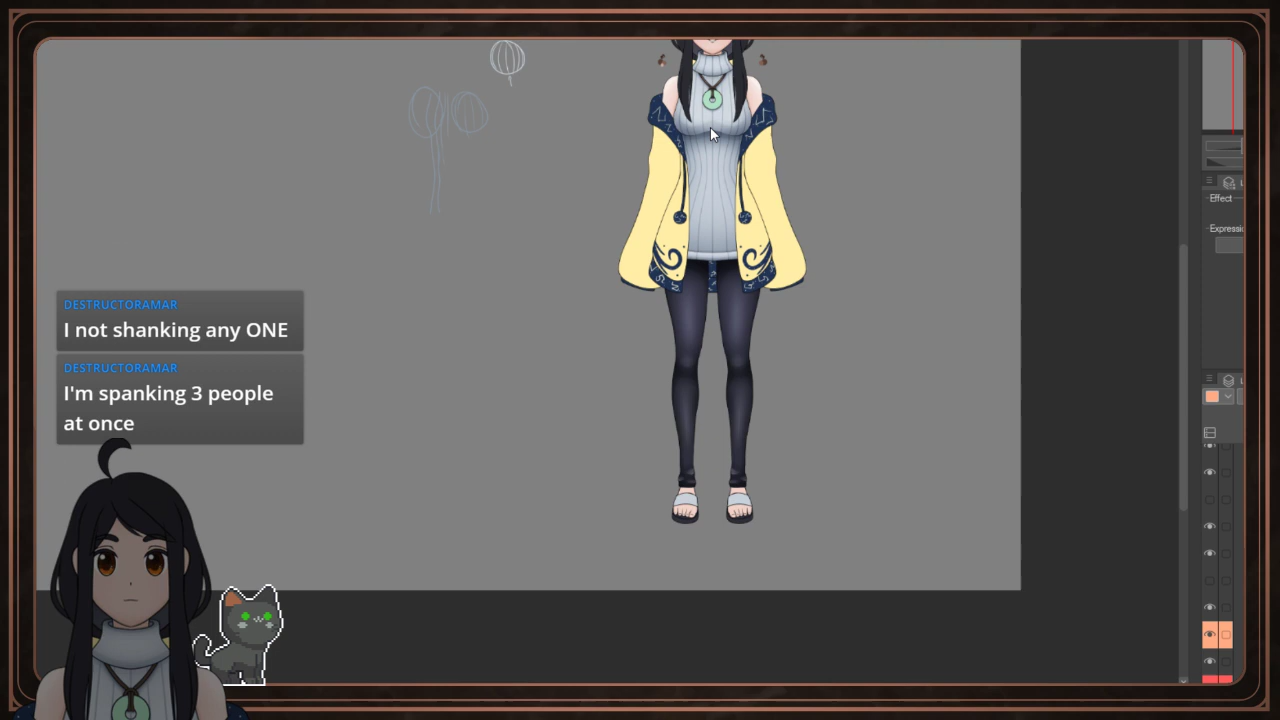 Effect
Expressio
DESTRUCTORAMAR
I not shanking any ONE
DESTRUCTORAMAR
I'm spanking 3 people
at once